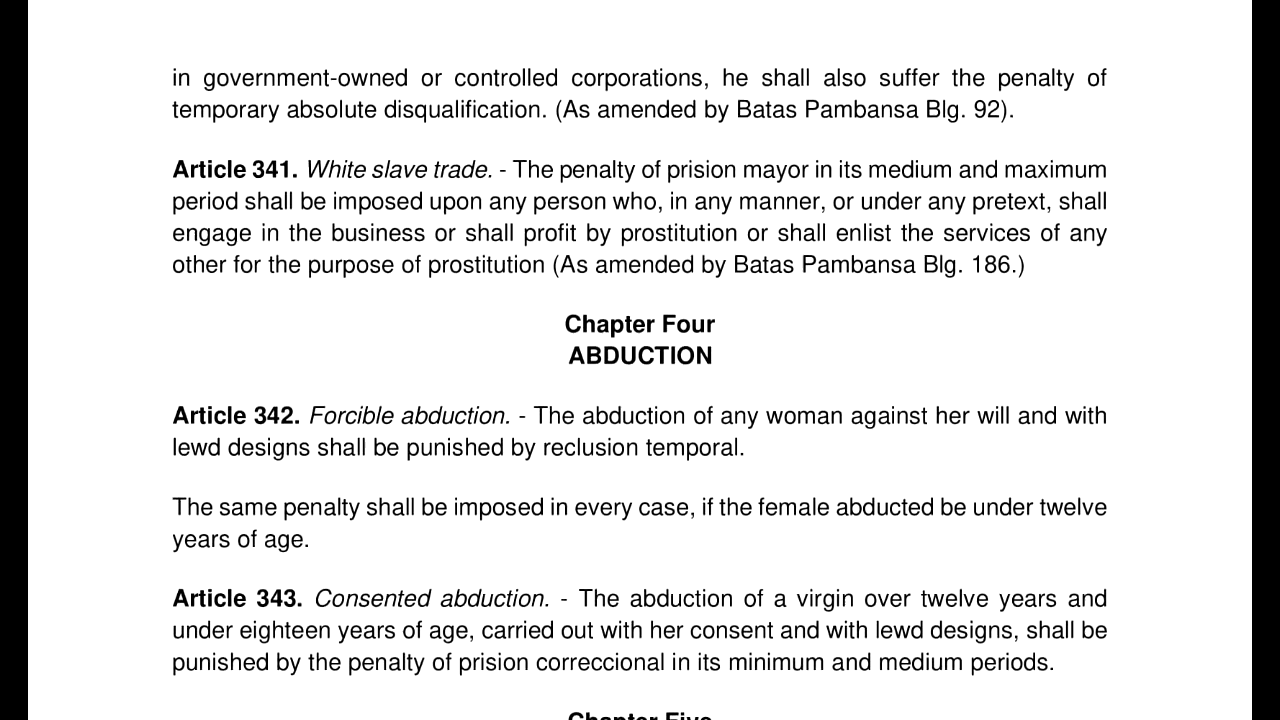 in government-owned or controlled corporations, he shall also suffer the penalty of
temporary absolute disqualification. (As amended by Batas Pambansa Blg. 92).
Article 341. White slave trade. - The penalty of prision mayor in its medium and maximum
period shall be imposed upon any person who, in any manner, or under any pretext, shall
engage in the business or shall profit by prostitution or shall enlist the services of any
other for the purpose of prostitution (As amended by Batas Pambansa Blg. 186.)
Chapter Four
ABDUCTION
Article 342. Forcible abduction. - The abduction of any woman against her will and with
lewd designs shall be punished by reclusion temporal.
The same penalty shall be imposed in every case, if the female abducted be under twelve
years of age.
Article 343. Consented abduction. - The abduction of a virgin over twelve years and
under eighteen years of age, carried out with her consent and with lewd designs, shall be
punished by the penalty of prision correccional in its minimum and medium periods.
Chapter Five